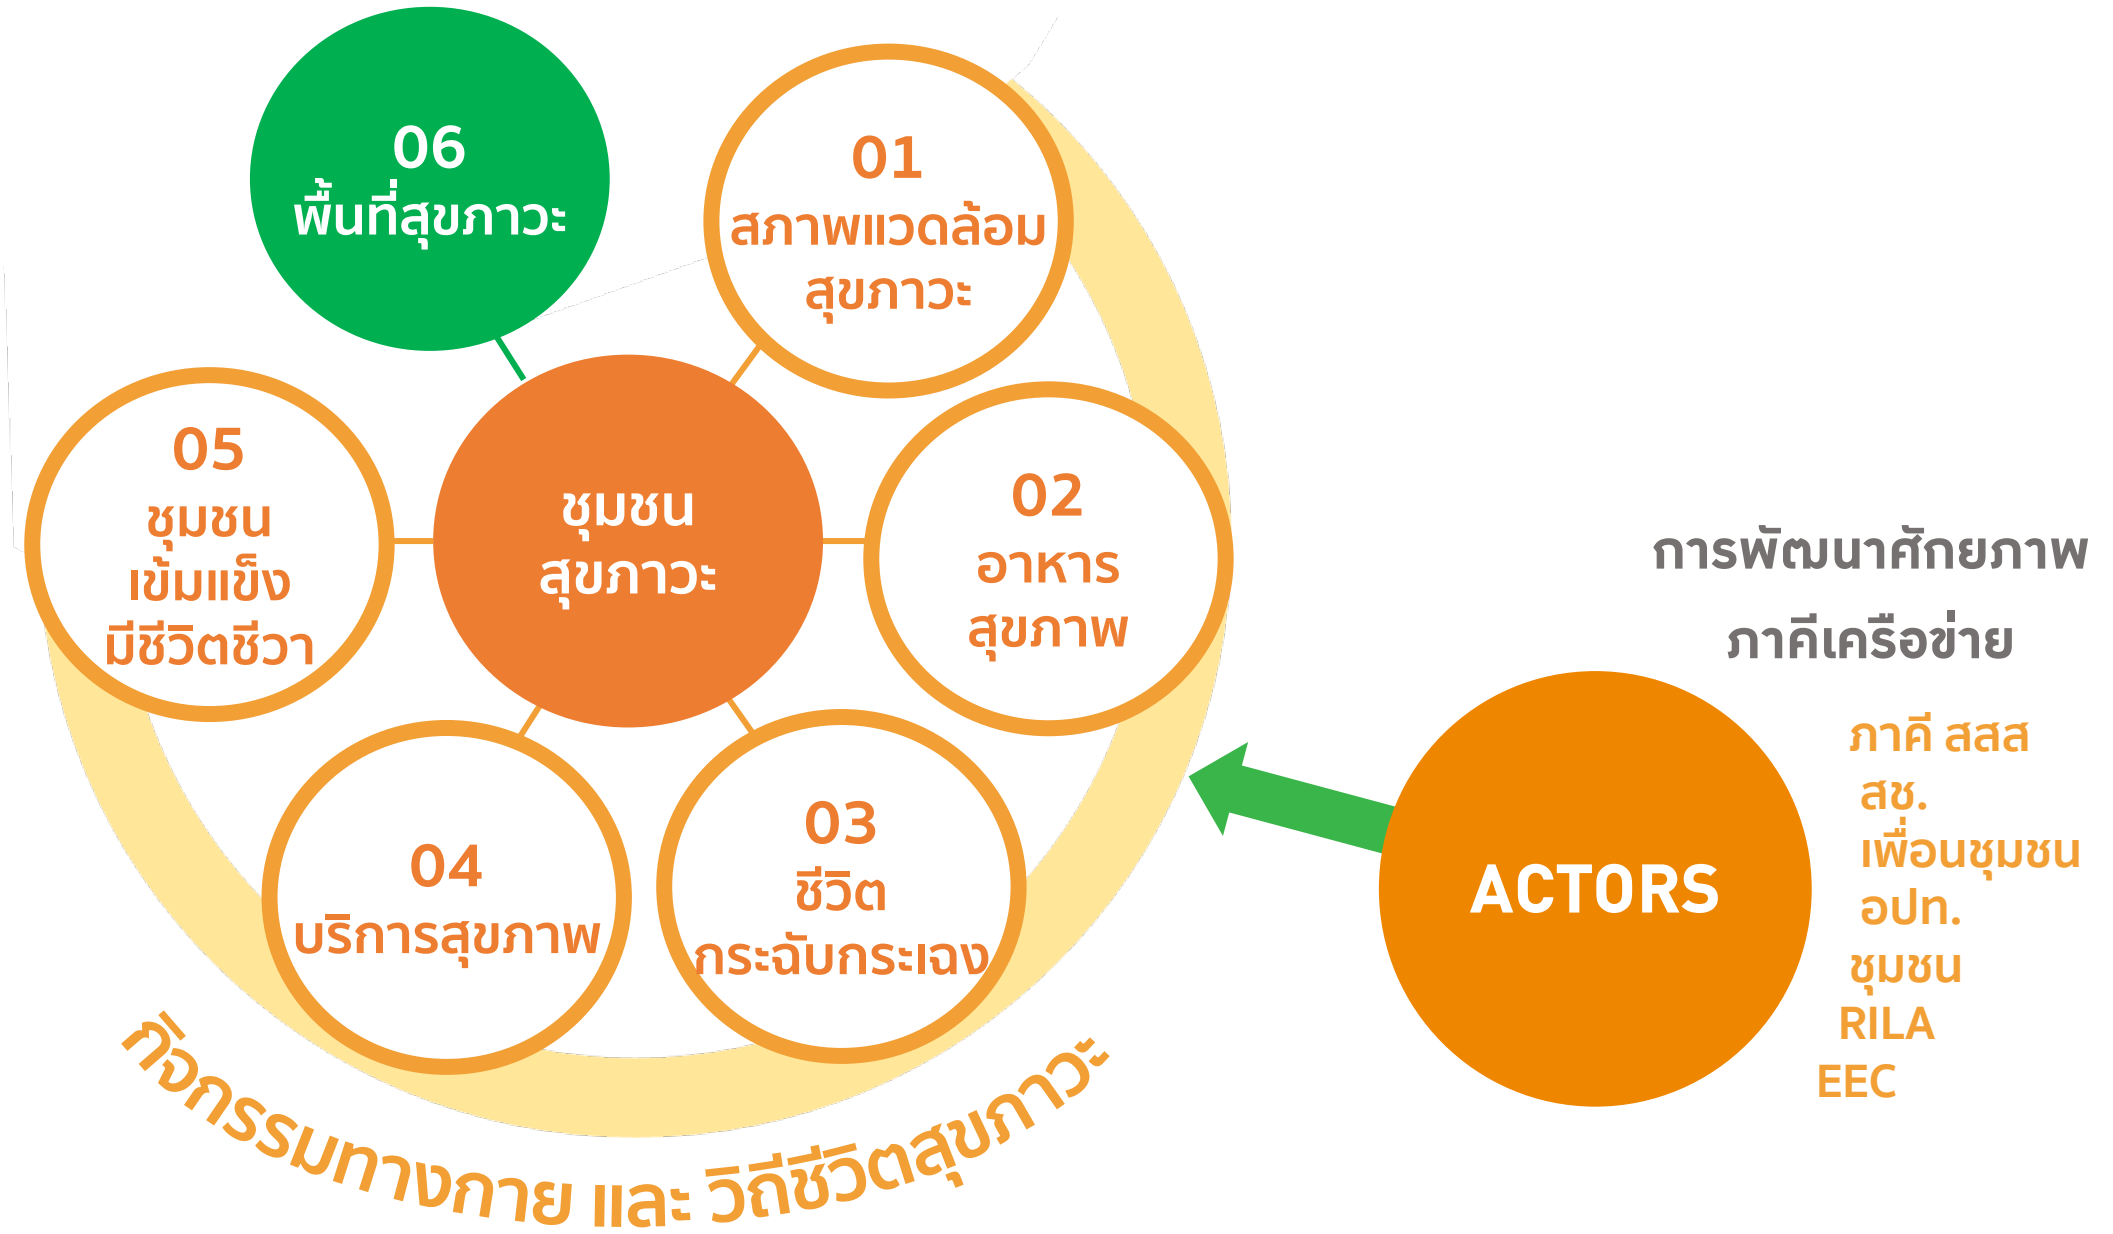 06
พื้นที่สุขภาวะ
01
สภาพแวดล้อม
สุขภาวะ
05
ชุมชน
เข้มแข็ง
มีชีวิตชีวา
ชุมชน
สุขภาวะ
02
อาหาร
สุขภาพ
04
บริการสุขภาพ
03
ชีวิต
กระฉับกระเฉง
กิจกรรมทางกาย และ วิถีชีวิตสุขภาวะ
การพัฒนาศักยภาพ
ภาคีเครือข่าย
ACTORS
ภาคี สสส
สช.
เพื่อนชุมชน
อปท.
ชุมชน
RILA
EEC